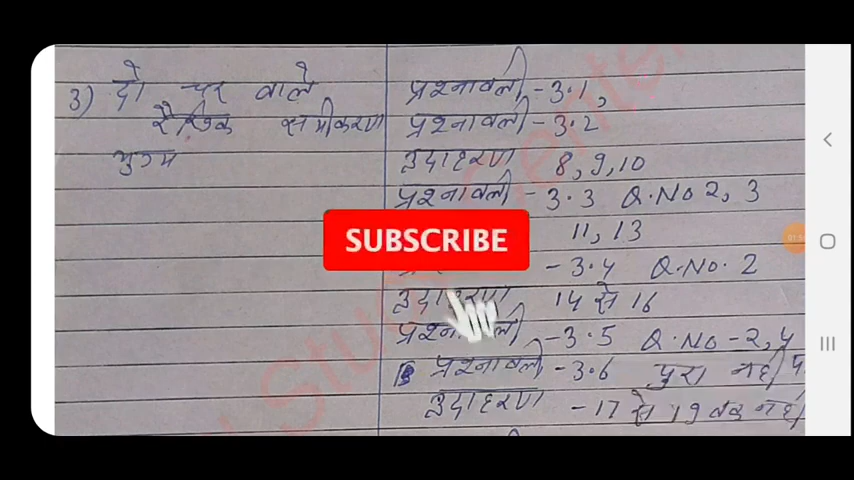 3) दो चर वाले प्रश्नावली - 3.1,
रैखिक समीकरण प्रश्नावली - 3.2
युग्म उदाहरण 8, 9, 10
प्रश्नावली - 3.3 Q.No 2, 3
11, 13
SUBSCRIBE
- 3.4 Q.No. 2
उदाहरण 14 से 16
प्रश्नावली - 3.5 Q.No - 2, 4
प्रश्नावली - 3.6 पुरा नही
उदाहरण - 17 से 19 तक नही